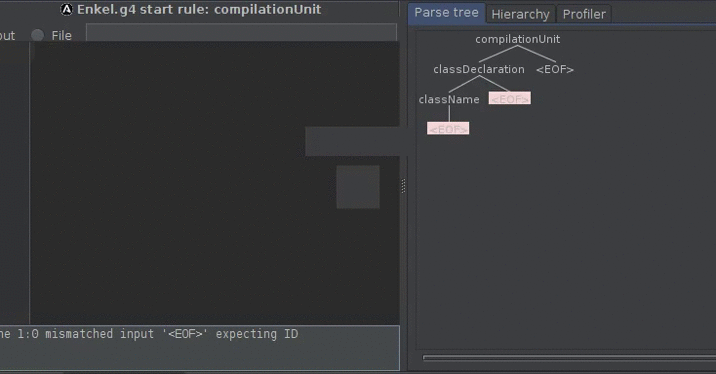 Enkel.g4 start rule: compilationUnit
out File
ne 1:0 mismatched input '<EOF>' expecting ID
Parse tree Hierarchy Profiler
compilationUnit
classDeclaration <EOF>
className <EOF>
<EOF>